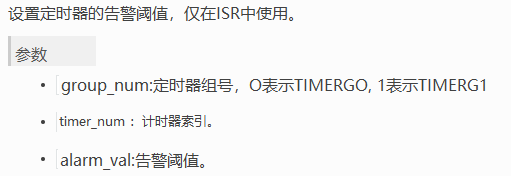 设置定时器的告警阈值，仅在ISR中使用。
参数
• group_num:定时器组号，O表示TIMERGO, 1表示TIMERG1
• timer_num： 计时器索引。
• alarm_val:告警阈值。